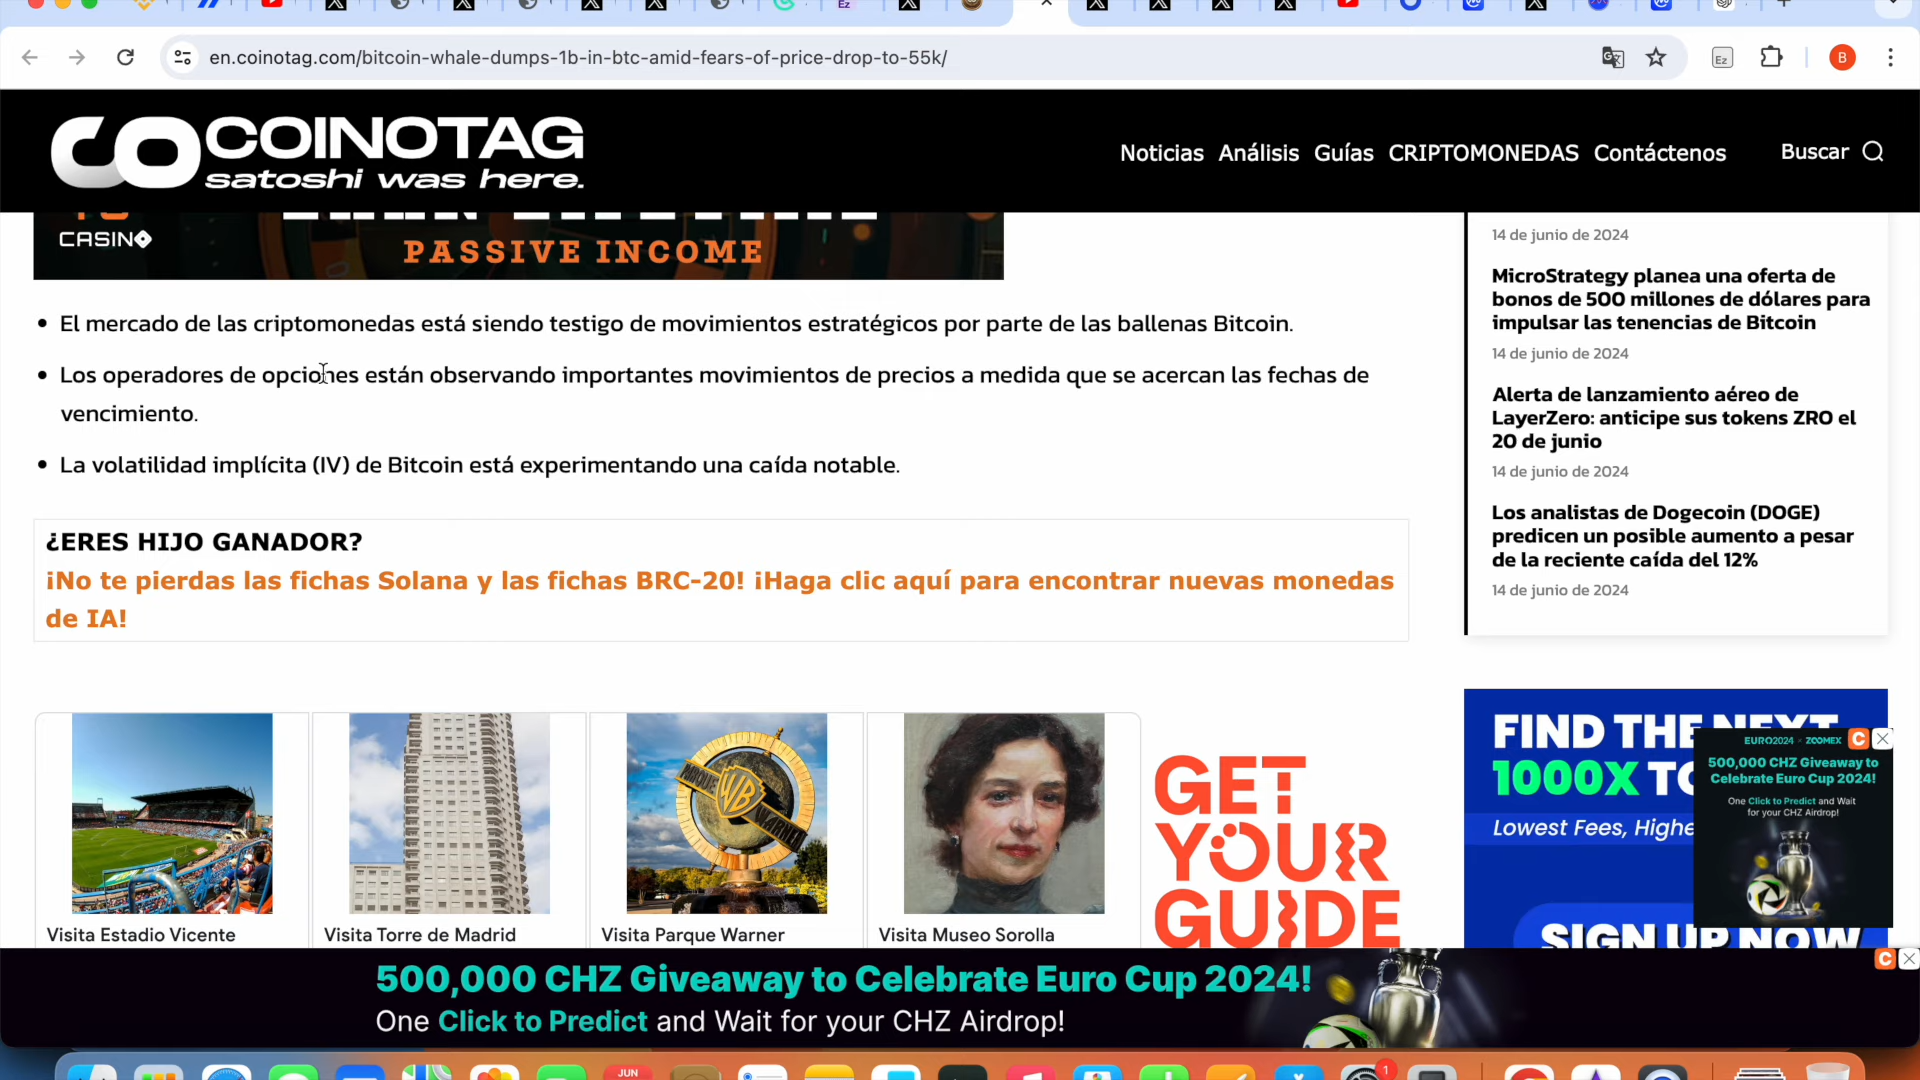 en.coinotag.com/bitcoin-whale-dumps-1b-in-btc-amid-fears-of-price-drop-to-55k/
Ez
B
COINOTAG
satoshi was here.
Noticias Análisis Guías CRIPTOMONEDAS Contáctenos
Buscar
CASINO
PASSIVE INCOME
El mercado de las criptomonedas está siendo testigo de movimientos estratégicos por parte de las ballenas Bitcoin.
Los operadores de opciones están observando importantes movimientos de precios a medida que se acercan las fechas de
vencimiento.
La volatilidad implícita (IV) de Bitcoin está experimentando una caída notable.
¿ERES HIJO GANADOR?
¡No te pierdas las fichas Solana y las fichas BRC-20! ¡Haga clic aquí para encontrar nuevas monedas
de IA!
14 de junio de 2024
MicroStrategy planea una oferta de
bonos de 500 millones de dólares para
impulsar las tenencias de Bitcoin
14 de junio de 2024
Alerta de lanzamiento aéreo de
LayerZero: anticipe sus tokens ZRO el
20 de junio
14 de junio de 2024
Los analistas de Dogecoin (DOGE)
predicen un posible aumento a pesar
de la reciente caída del 12%
14 de junio de 2024
PARQUE WB WARNER
Visita Estadio Vicente
Visita Torre de Madrid
Visita Parque Warner
Visita Museo Sorolla
GET
YOUR
GUIDE
FIND THE NEXT
1000X
Lowest Fees,
SIGN UP NOW
EURO2024 × ZOOMEX
500,000 CHZ Giveaway to
Celebrate Euro Cup 2024!
One Click to Predict and Wait
for your CHZ Airdrop!
500,000 CHZ Giveaway to Celebrate Euro Cup 2024!
One Click to Predict and Wait for your CHZ Airdrop!
JUN
1